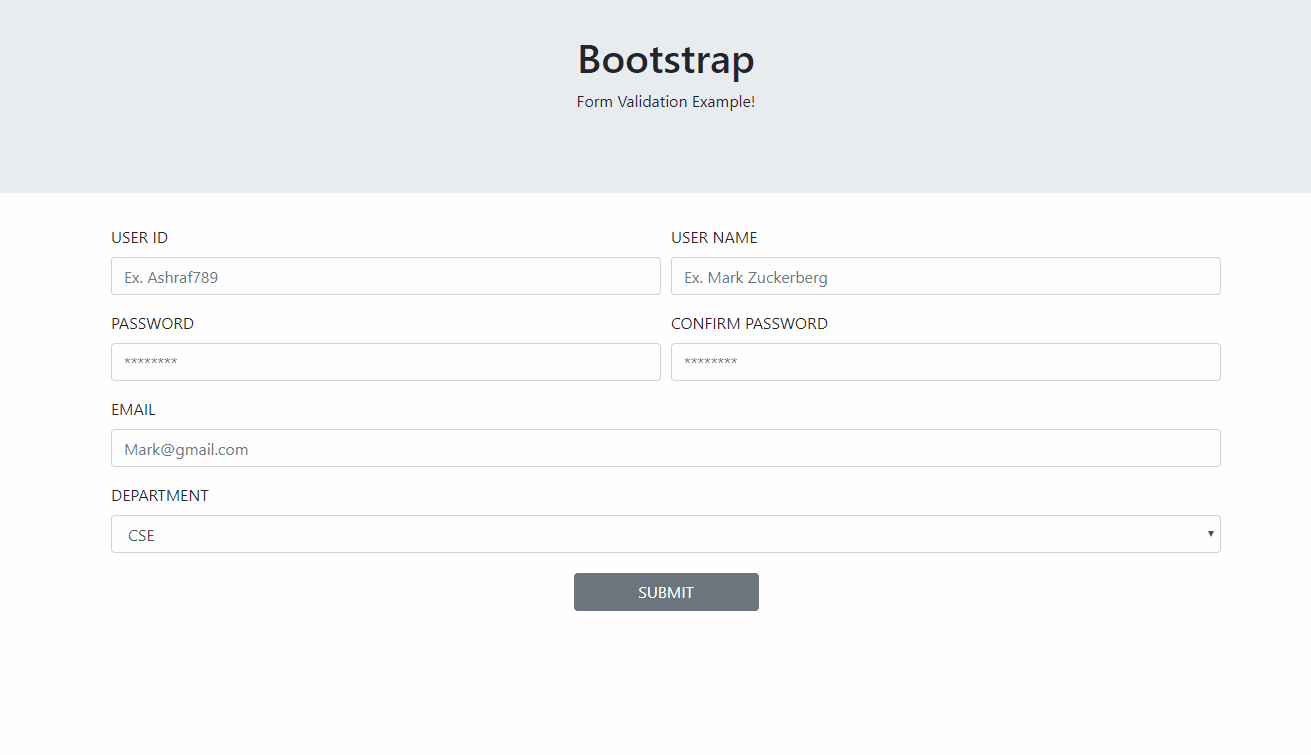 Bootstrap
Form Validation Example!
USER ID
USER NAME
Ex. Ashraf789
Ex. Mark Zuckerberg
PASSWORD
CONFIRM PASSWORD
********
********
EMAIL
Mark@gmail.com
DEPARTMENT
CSE
SUBMIT